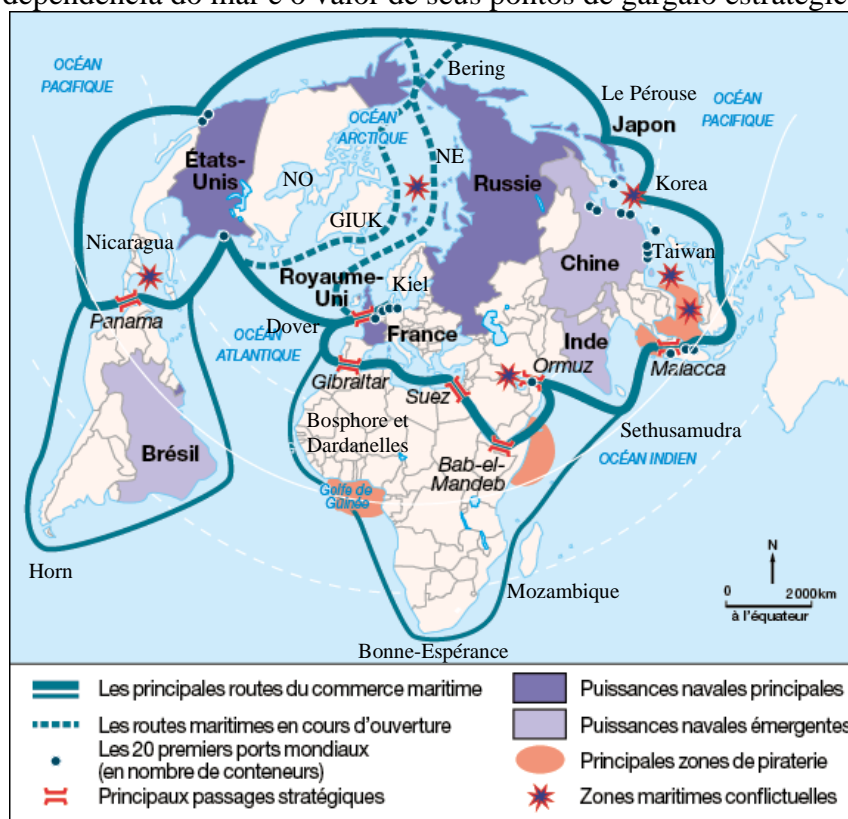 dependência do mar e o valor de seus pontos de gargalo estratégic
OCÉAN
PACIFIQUE
Bering
Le Pérouse
OCÉAN
PACIFIQUE
Japon
OCÉAN
ARCTIQUE
États-
Unis
NO
NE
Russie
Korea
GIUK
Nicaragua
Taiwan
Chine
Royaume-
Uni
Kiel
Panama
Dover
France
OCÉAN
ATLANTIQUE
Inde
Ormuz
Malacca
Gibraltar
Suez
Sethusamudra
Bosphore et
Dardanelles
Brésil
Bab-el-
Mandeb
OCÉAN INDIEN
Golfe de
Guinée
Horn
Mozambique
N
0 2 000 km
à l'équateur
Bonne-Espérance
Les principales routes du commerce maritime
Les routes maritimes en cours d'ouverture
Les 20 premiers ports mondiaux
(en nombre de conteneurs)
Principaux passages stratégiques
Puissances navales principales
Puissances navales émergentes
Principales zones de piraterie
Zones maritimes conflictuelles